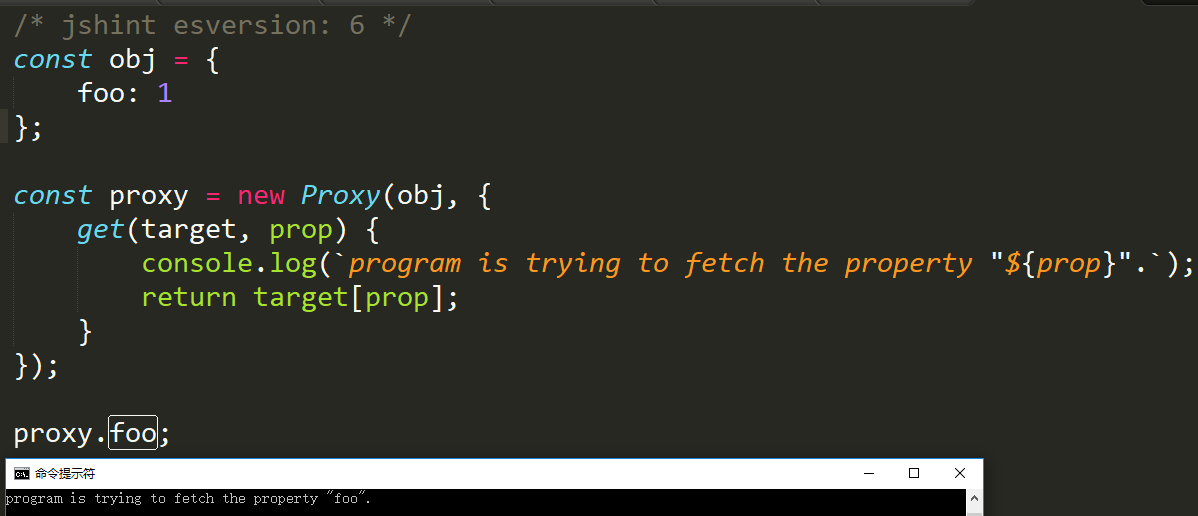 /* jshint esversion: 6 */
const obj = {
    foo: 1
};

const proxy = new Proxy(obj, {
    get(target, prop) {
        console.log(`program is trying to fetch the property "${prop}".`);
        return target[prop];
    }
});

proxy.foo;
命令提示符
program is trying to fetch the property "foo".